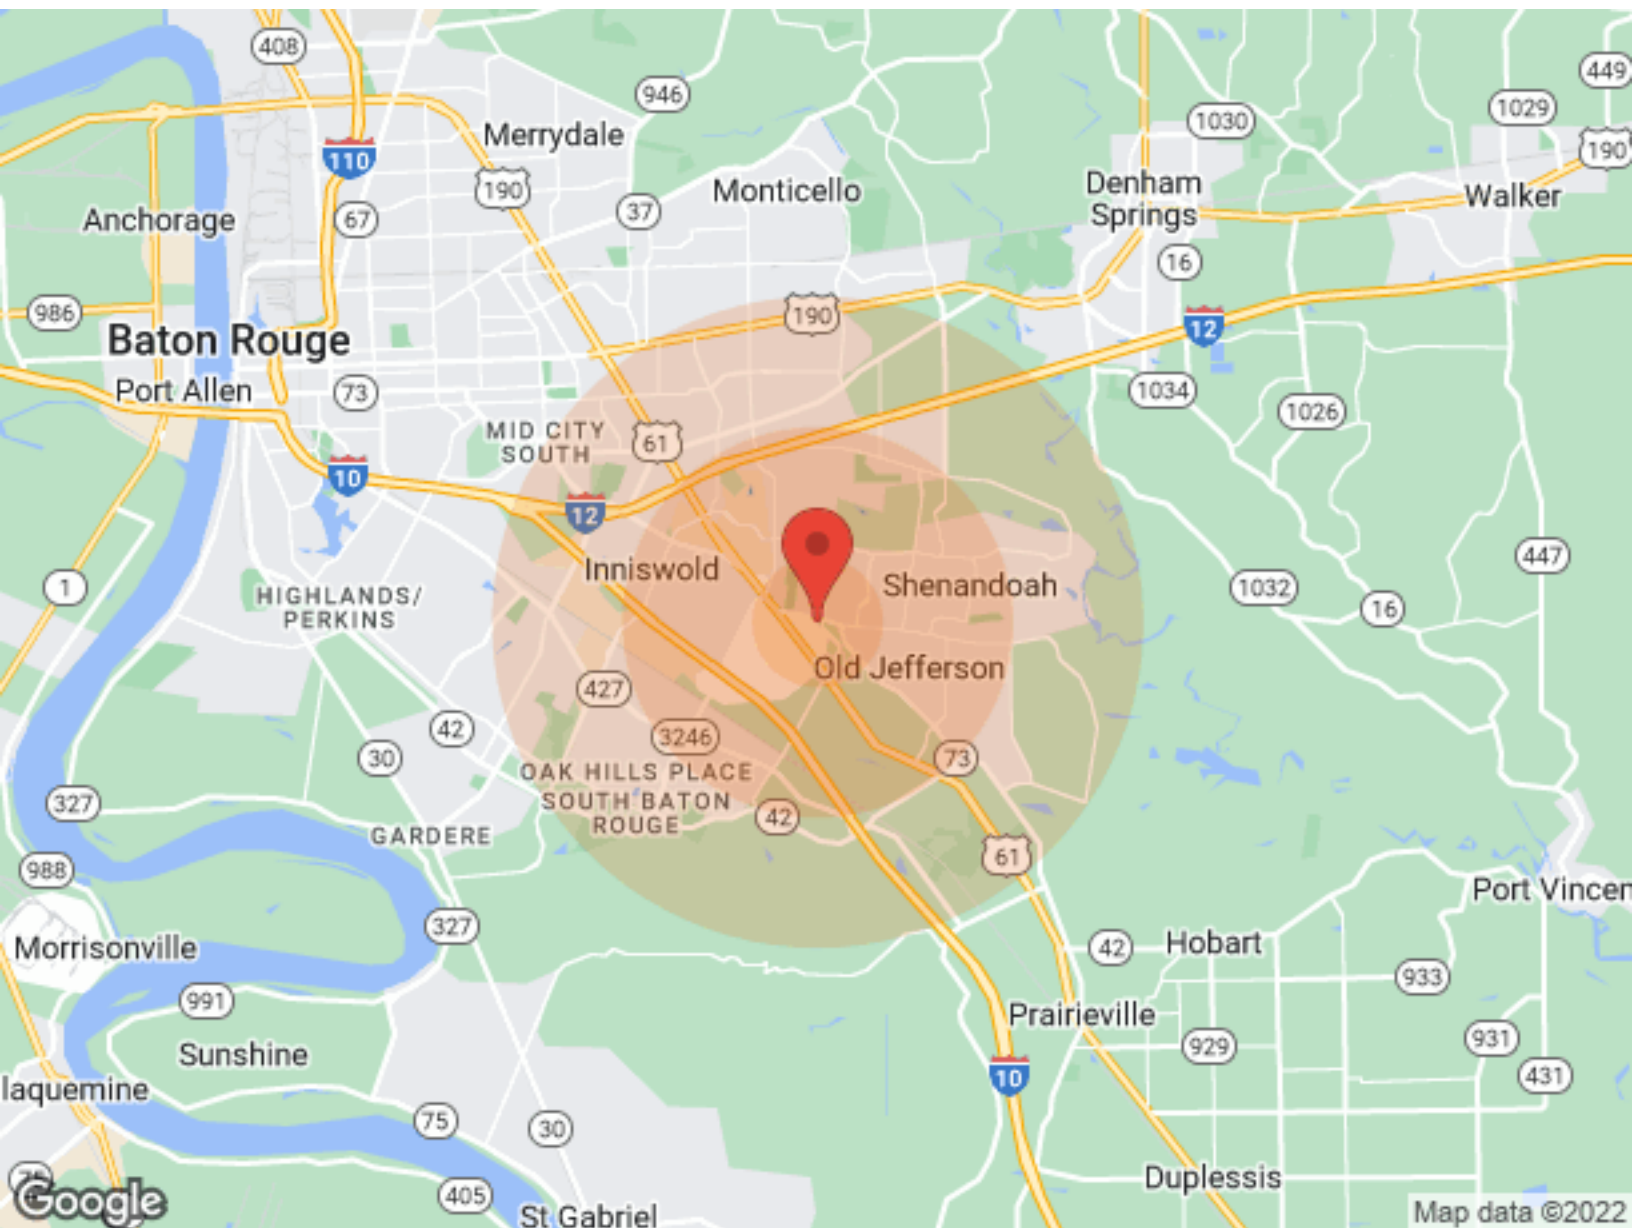 408
946
449
1029
1030
190
Merrydale
110
190
Monticello
Denham
Springs
Walker
37
67
Anchorage
16
986
190
12
Baton Rouge
Port Allen
73
1034
1026
MID CITY
SOUTH
61
10
12
447
Inniswold
Shenandoah
1
HIGHLANDS/
PERKINS
1032
16
Old Jefferson
427
42
3246
30
73
OAK HILLS PLACE
SOUTH BATON
ROUGE
327
42
GARDERE
61
988
Port Vincen
327
Morrisonville
42
Hobart
933
991
Prairieville
929
931
Sunshine
10
431
laquemine
75
30
Duplessis
75
405
Google
St Gabriel
Map data ©2022